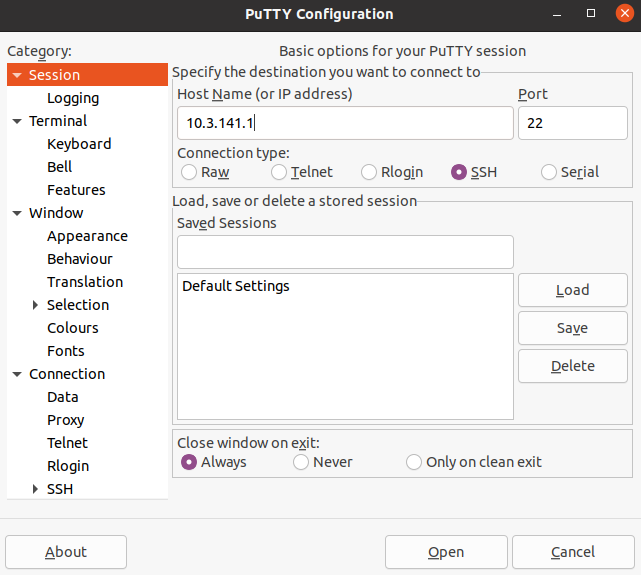 PuTTY Configuration
Category:
Session
Logging
Terminal
Keyboard
Bell
Features
Window
Appearance
Behaviour
Translation
Selection
Colours
Fonts
Connection
Data
Proxy
Telnet
Rlogin
SSH
Basic options for your PuTTY session
Specify the destination you want to connect to
Host Name (or IP address) Port
10.3.141.1 22
Connection type:
Raw Telnet Rlogin SSH Serial
Load, save or delete a stored session
Saved Sessions
Default Settings
Load
Save
Delete
Close window on exit:
Always Never Only on clean exit
About Open Cancel